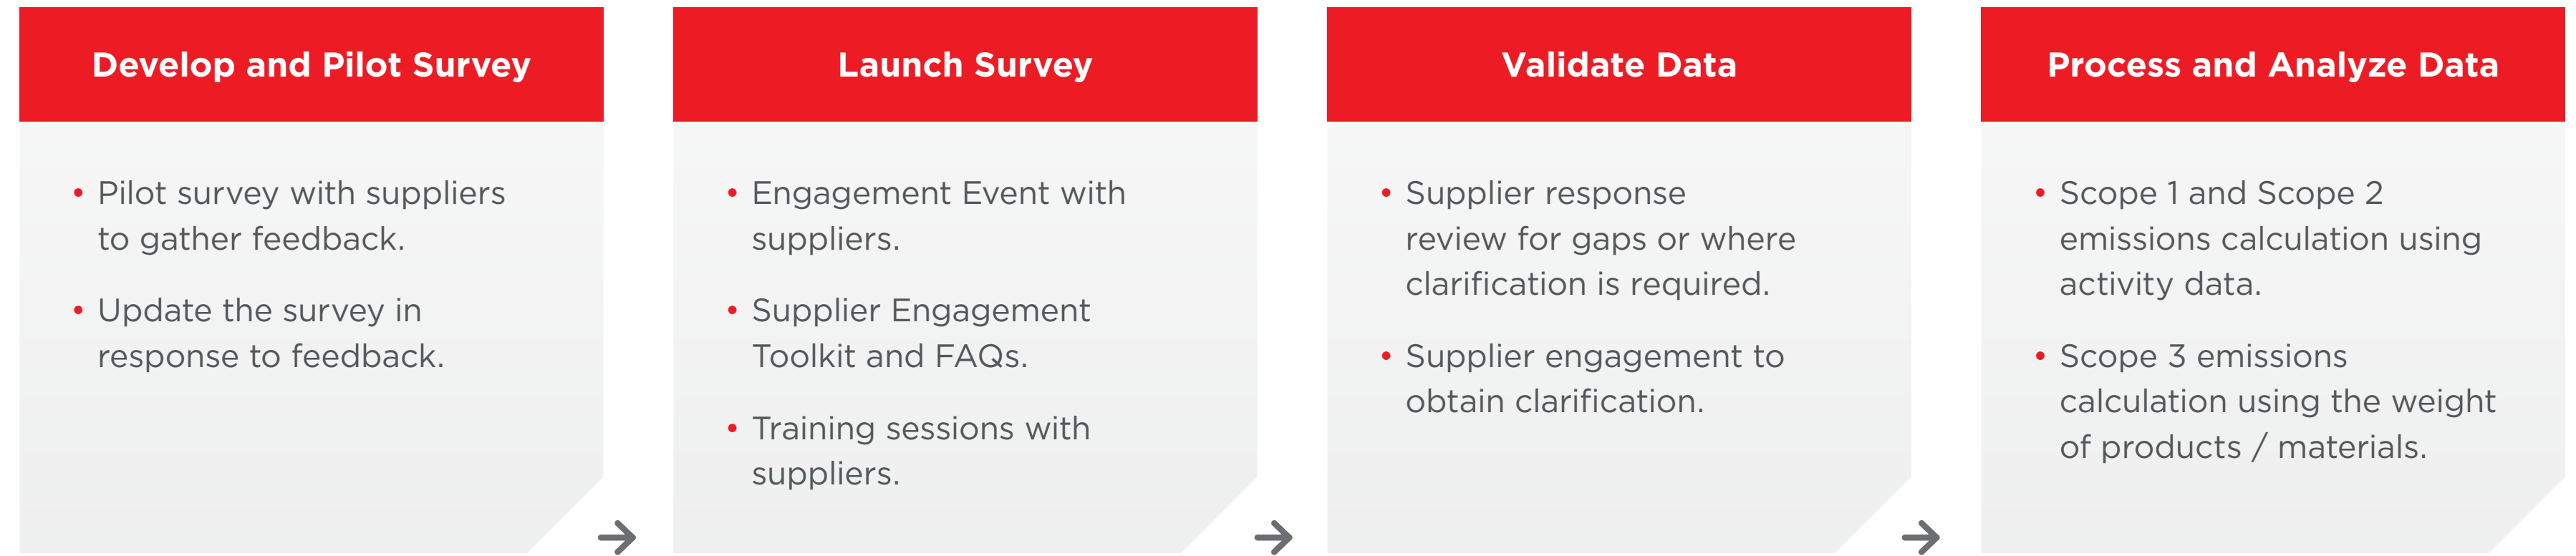 Develop and Pilot Survey
• Pilot survey with suppliers
to gather feedback.
• Update the survey in
response to feedback.
Launch Survey
• Engagement Event with
suppliers.
• Supplier Engagement
Toolkit and FAQs.
• Training sessions with
suppliers.
Validate Data
• Supplier response
review for gaps or where
clarification is required.
• Supplier engagement to
obtain clarification.
Process and Analyze Data
• Scope 1 and Scope 2
emissions calculation using
activity data.
• Scope 3 emissions
calculation using the weight
of products / materials.